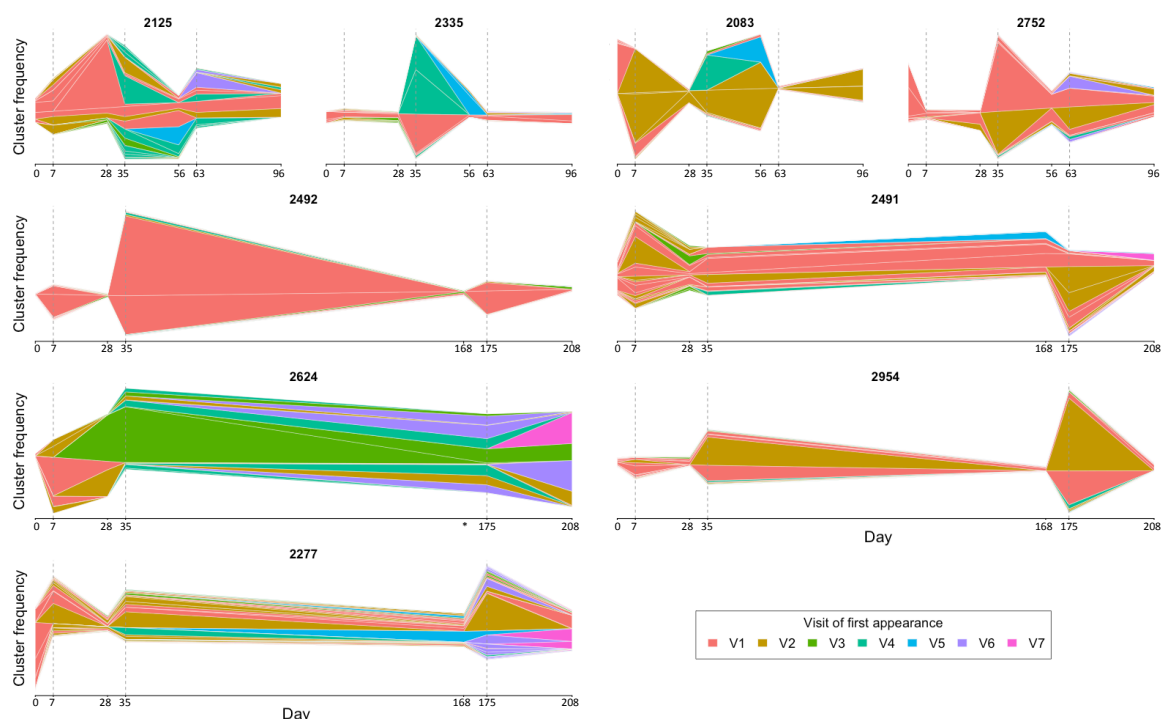 2125
2335
2083
2752
Cluster frequency
0 7 28 35 56 63 96
0 7 28 35 56 63 96
0 7 28 35 56 63 96
0 7 28 35 56 63 96
2492
2491
Cluster frequency
0 7 28 35 168 175 208
0 7 28 35 168 175 208
2624
2954
Cluster frequency
0 7 28 35 * 175 208
0 7 28 35 168 175 208
Day
2277
Cluster frequency
0 7 28 35 168 175 208
Day
Visit of first appearance
V1 V2 V3 V4 V5 V6 V7